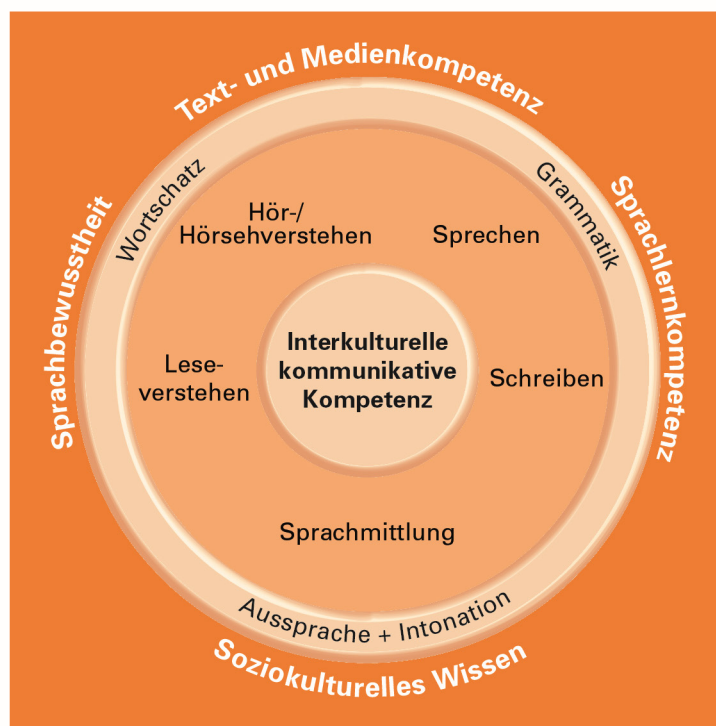 Text- und Medienkompetenz
Sprachbewusstheit
Sprachlernkompetenz
Wortschatz
Grammatik
Hör-/
Hörsehverstehen
Sprechen
Interkulturelle
kommunikative
Kompetenz
Lese-
verstehen
Schreiben
Sprachmittlung
Aussprache + Intonation
Soziokulturelles Wissen